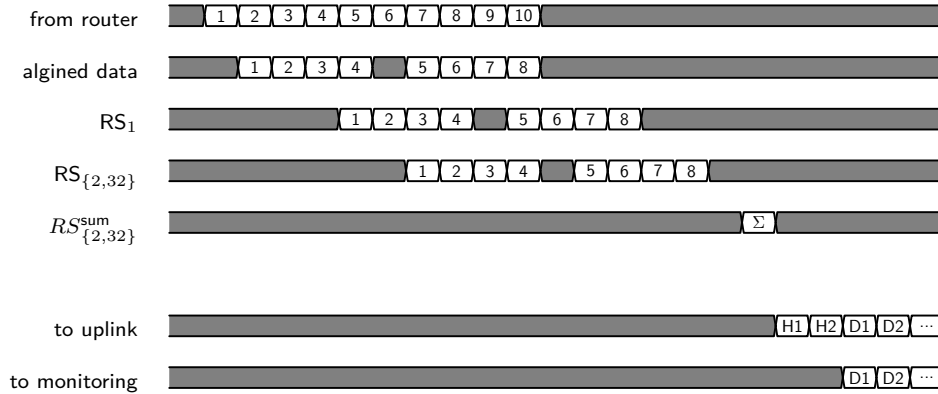 from router 1 2 3 4 5 6 7 8 9 10
algined data 1 2 3 4 5 6 7 8
RS₁ 1 2 3 4 5 6 7 8
RS_{2,32} 1 2 3 4 5 6 7 8
RS^sum_{2,32} Σ
to uplink H1 H2 D1 D2 ...
to monitoring D1 D2 ...